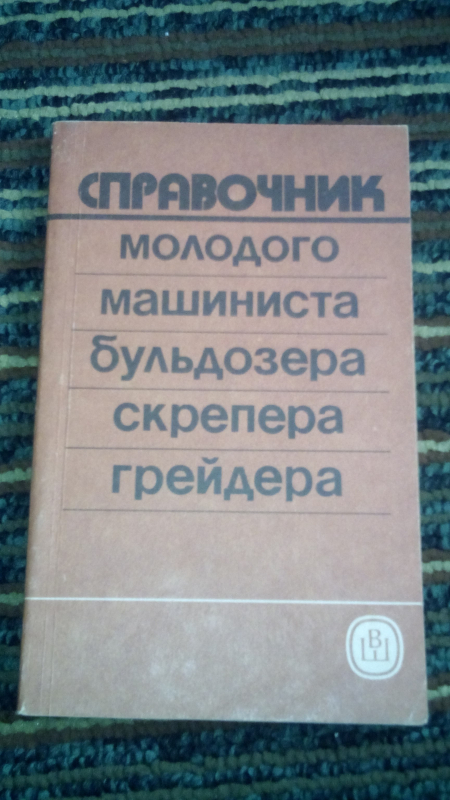 СПРАВОЧНИК
МОЛОДОГО
МАШИНИСТА
бульдозера
скрепера
грейдера
ВШ